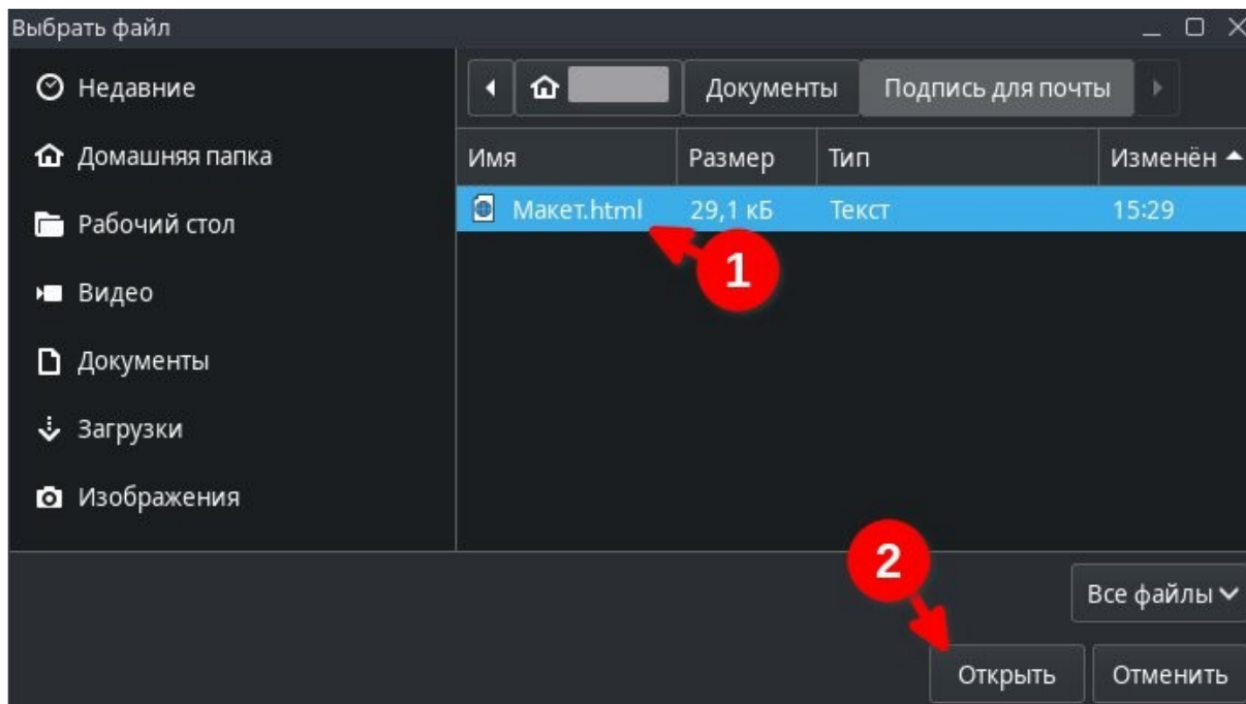 Выбрать файл
Недавние
Документы
Подпись для почты
Домашняя папка
Имя
Размер
Тип
Изменён
Рабочий стол
Макет.html
29,1 кБ
Текст
15:29
1
Видео
Документы
Загрузки
Изображения
2
Все файлы
Открыть
Отменить